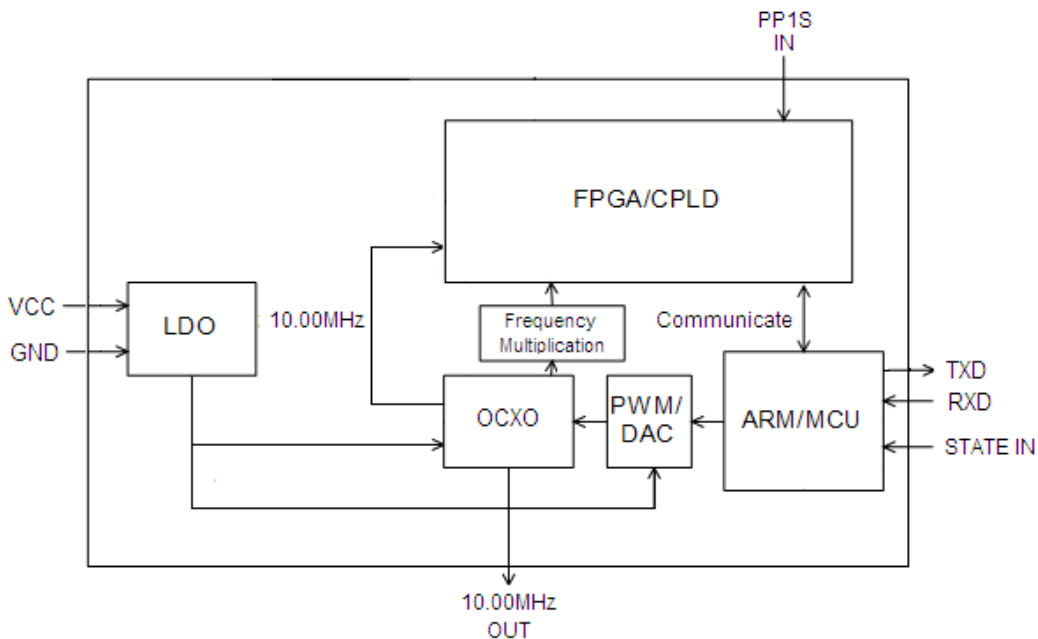 PP1S
IN
FPGA/CPLD
VCC
GND
LDO
10.00MHz
Frequency
Multiplication
Communicate
OCXO
PWM/
DAC
ARM/MCU
TXD
RXD
STATE IN
10.00MHz
OUT